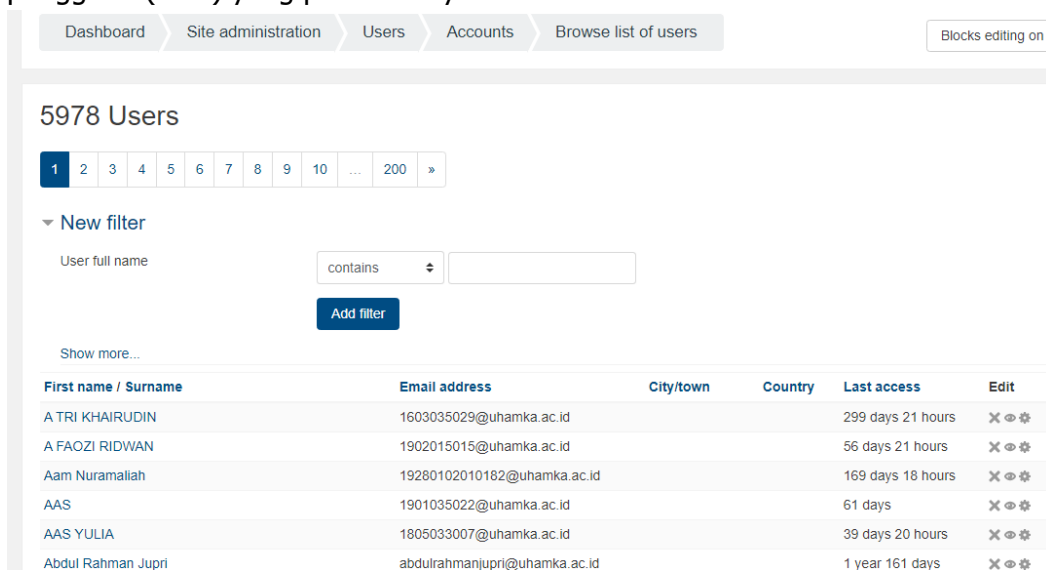 Dashboard Site administration Users Accounts Browse list of users Blocks editing on
5978 Users
1 2 3 4 5 6 7 8 9 10 ... 200 »
New filter
User full name contains
Add filter
Show more...
First name / Surname Email address City/town Country Last access Edit
A TRI KHAIRUDIN 1603035029@uhamka.ac.id 299 days 21 hours
A FAOZI RIDWAN 1902015015@uhamka.ac.id 56 days 21 hours
Aam Nuramaliah 19280102010182@uhamka.ac.id 169 days 18 hours
AAS 1901035022@uhamka.ac.id 61 days
AAS YULIA 1805033007@uhamka.ac.id 39 days 20 hours
Abdul Rahman Jupri abdulrahmanjupri@uhamka.ac.id 1 year 161 days